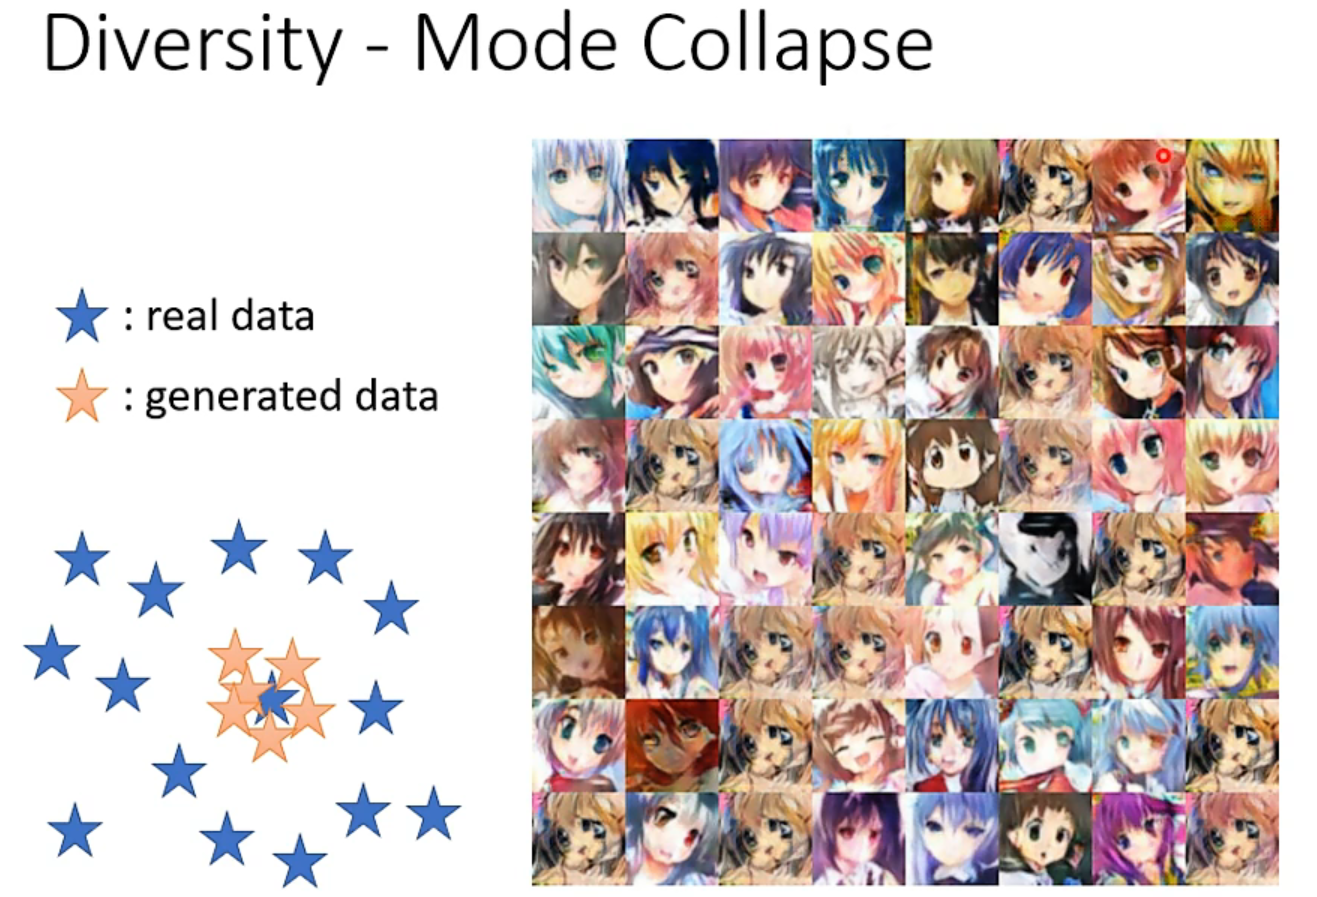 Diversity - Mode Collapse
: real data
: generated data